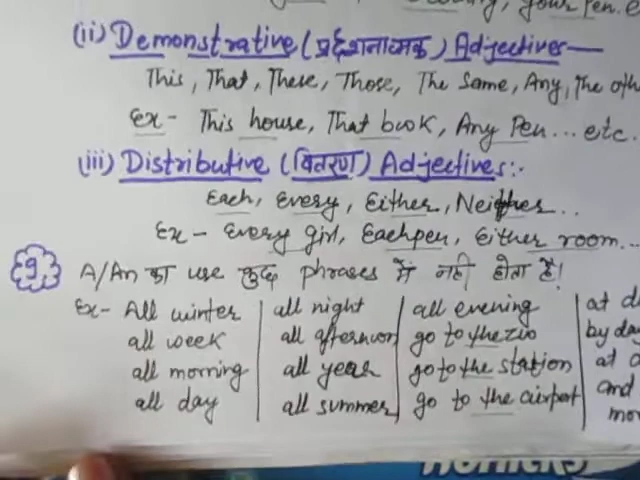 your Pen. e
(ii) Demonstrative (प्रदर्शनात्मक) Adjectives—
This, That, These, Those, The Same, Any, The oth
Ex- This house, That book, Any Pen... etc.
(iii) Distributive (वितरण) Adjectives:-
Each, Every, Either, Neither..
Ex- Every girl, Each pen, Either room...
9. A/An का use कुछ phrases में नहीं होता है!
Ex- All winter | all night | all evening | at d
all week | all afternoon | go to the zoo | by day
all morning | all year | go to the station | at
all day | all summer | go to the airport | and
mo